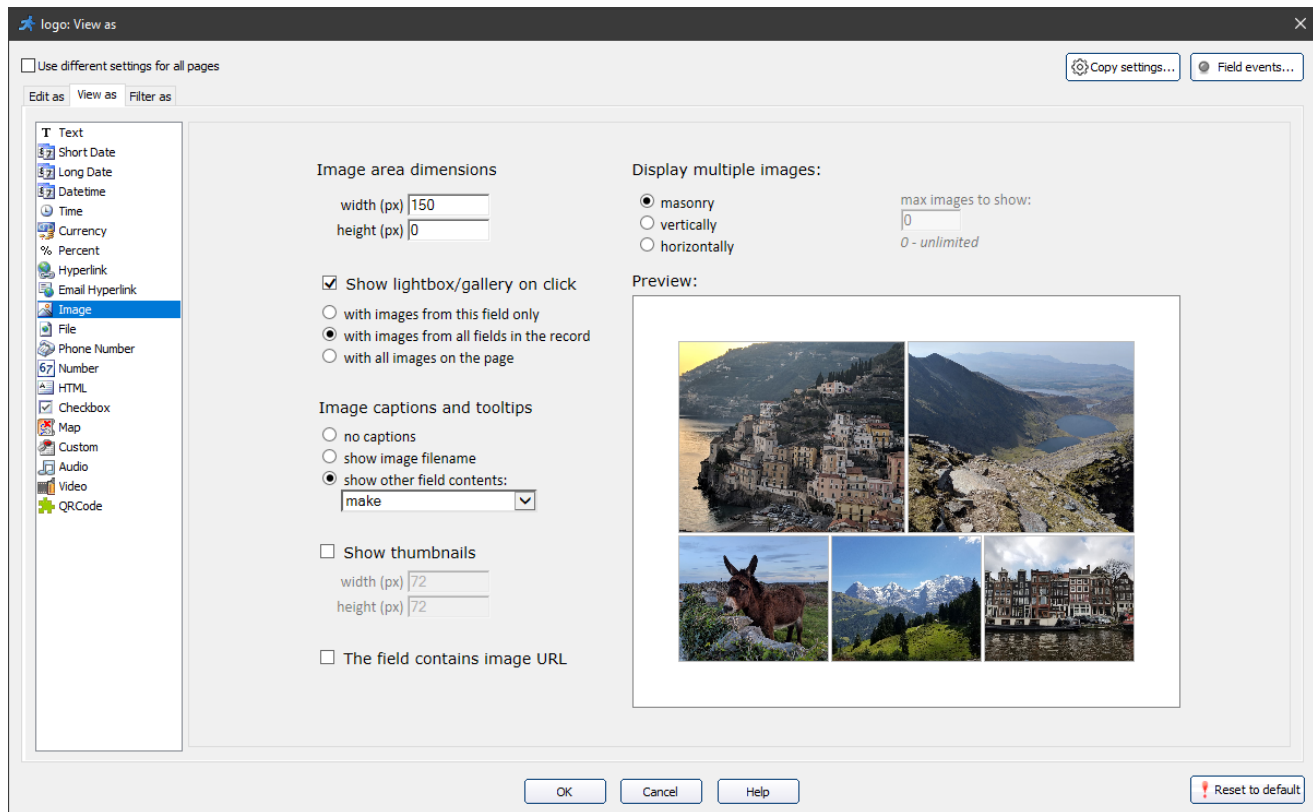 logo: View as
Use different settings for all pages
Copy settings...
Field events...
Edit as
View as
Filter as
T Text
Short Date
Long Date
Datetime
Time
Currency
% Percent
Hyperlink
Email Hyperlink
Image
File
Phone Number
67 Number
HTML
Checkbox
Map
Custom
Audio
Video
QRCode
Image area dimensions
width (px) 150
height (px) 0
Show lightbox/gallery on click
with images from this field only
with images from all fields in the record
with all images on the page
Image captions and tooltips
no captions
show image filename
show other field contents:
make
Show thumbnails
width (px) 72
height (px) 72
The field contains image URL
Display multiple images:
masonry
vertically
horizontally
max images to show:
0
0 - unlimited
Preview:
OK
Cancel
Help
Reset to default